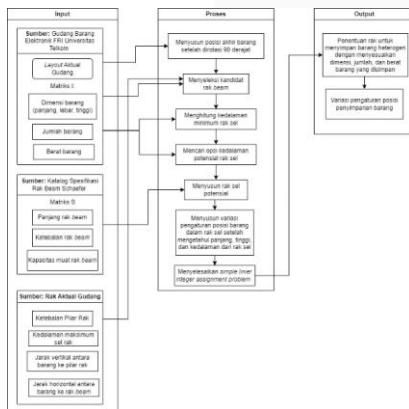 Input
Sumber: Gudang Barang
Elektronik FRI Universitas
Telkom
Layout Aktual
Gudang
Matriks I:
Dimensi barang
(panjang, lebar, tinggi)
Jumlah barang
Berat barang
Sumber: Katalog Spesifikasi
Rak Beam Schaefer
Matriks B
Panjang rak beam
Ketebalan rak beam
Kapasitas muat rak beam
Sumber: Rak Aktual Gudang
Ketebalan Pilar Rak
Kedalaman maksimum
sel rak
Jarak vertikal antara
barang ke pilar rak
Jarak horizontal antara
barang ke rak beam
Proses
Menyusun posisi akhir barang
setelah dirotasi 90 derajat
Menyeleksi kandidat
rak beam
Menghitung kedalaman
minimum rak sel
Mencari opsi kedalaman
potensial rak sel
Menyusun rak sel
potensial
Menyusun variasi
pengaturan posisi barang
dalam rak sel setelah
mengetahui panjang, tinggi,
dan kedalaman dari rak sel
Menyelesaikan simple linier
integer assignment problem
Output
Penentuan rak untuk
menyimpan barang heterogen
dengan menyesuaikan
dimensi, jumlah, dan berat
barang yang disimpan
Variasi pengaturan posisi
penyimpanan barang